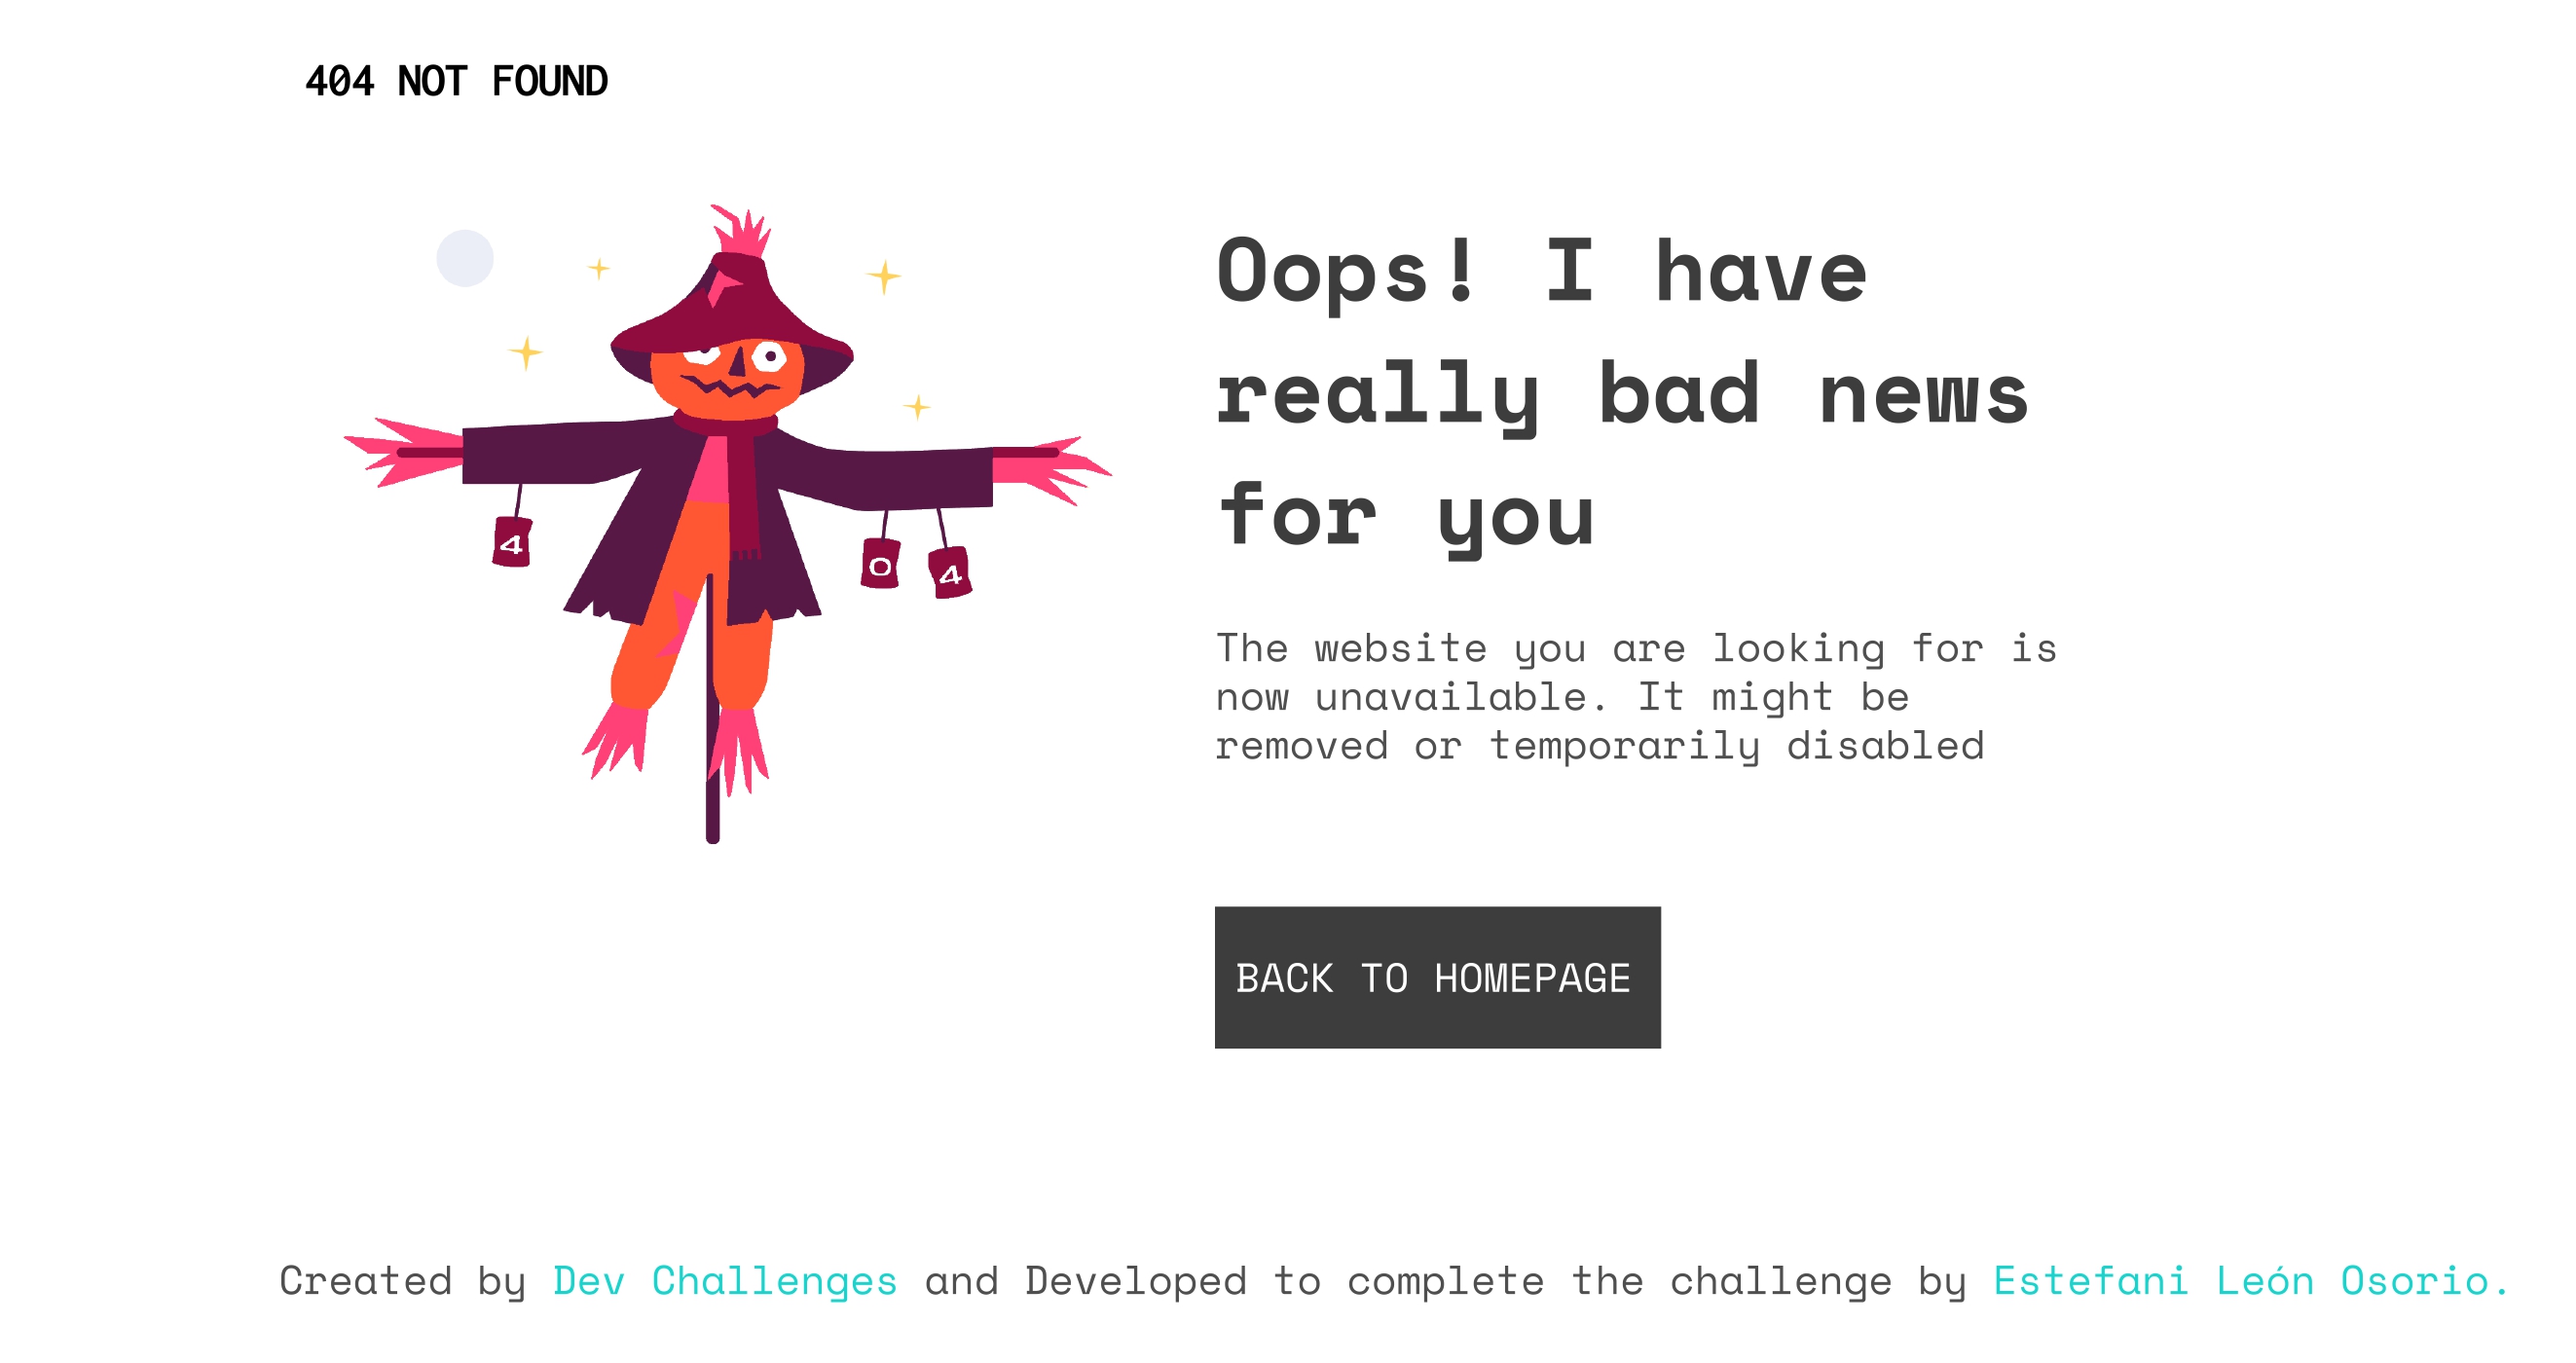 404 NOT FOUND
4
0
4
Oops! I have
really bad news
for you
The website you are looking for is
now unavailable. It might be
removed or temporarily disabled
BACK TO HOMEPAGE
Created by Dev Challenges and Developed to complete the challenge by Estefani León Osorio.